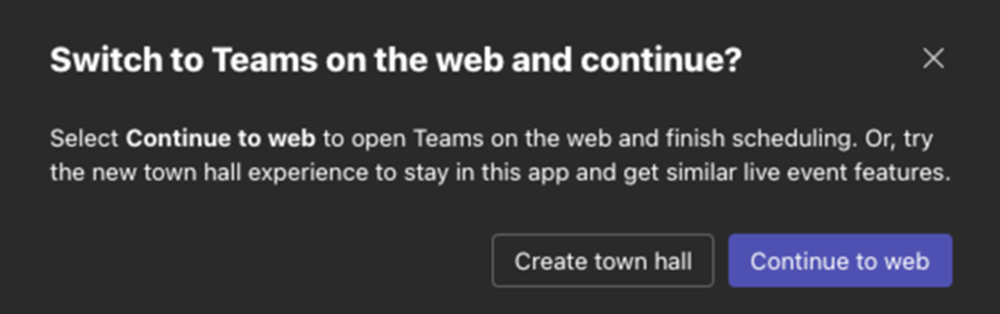 Switch to Teams on the web and continue?
Select Continue to web to open Teams on the web and finish scheduling. Or, try
the new town hall experience to stay in this app and get similar live event features.
Create town hall
Continue to web